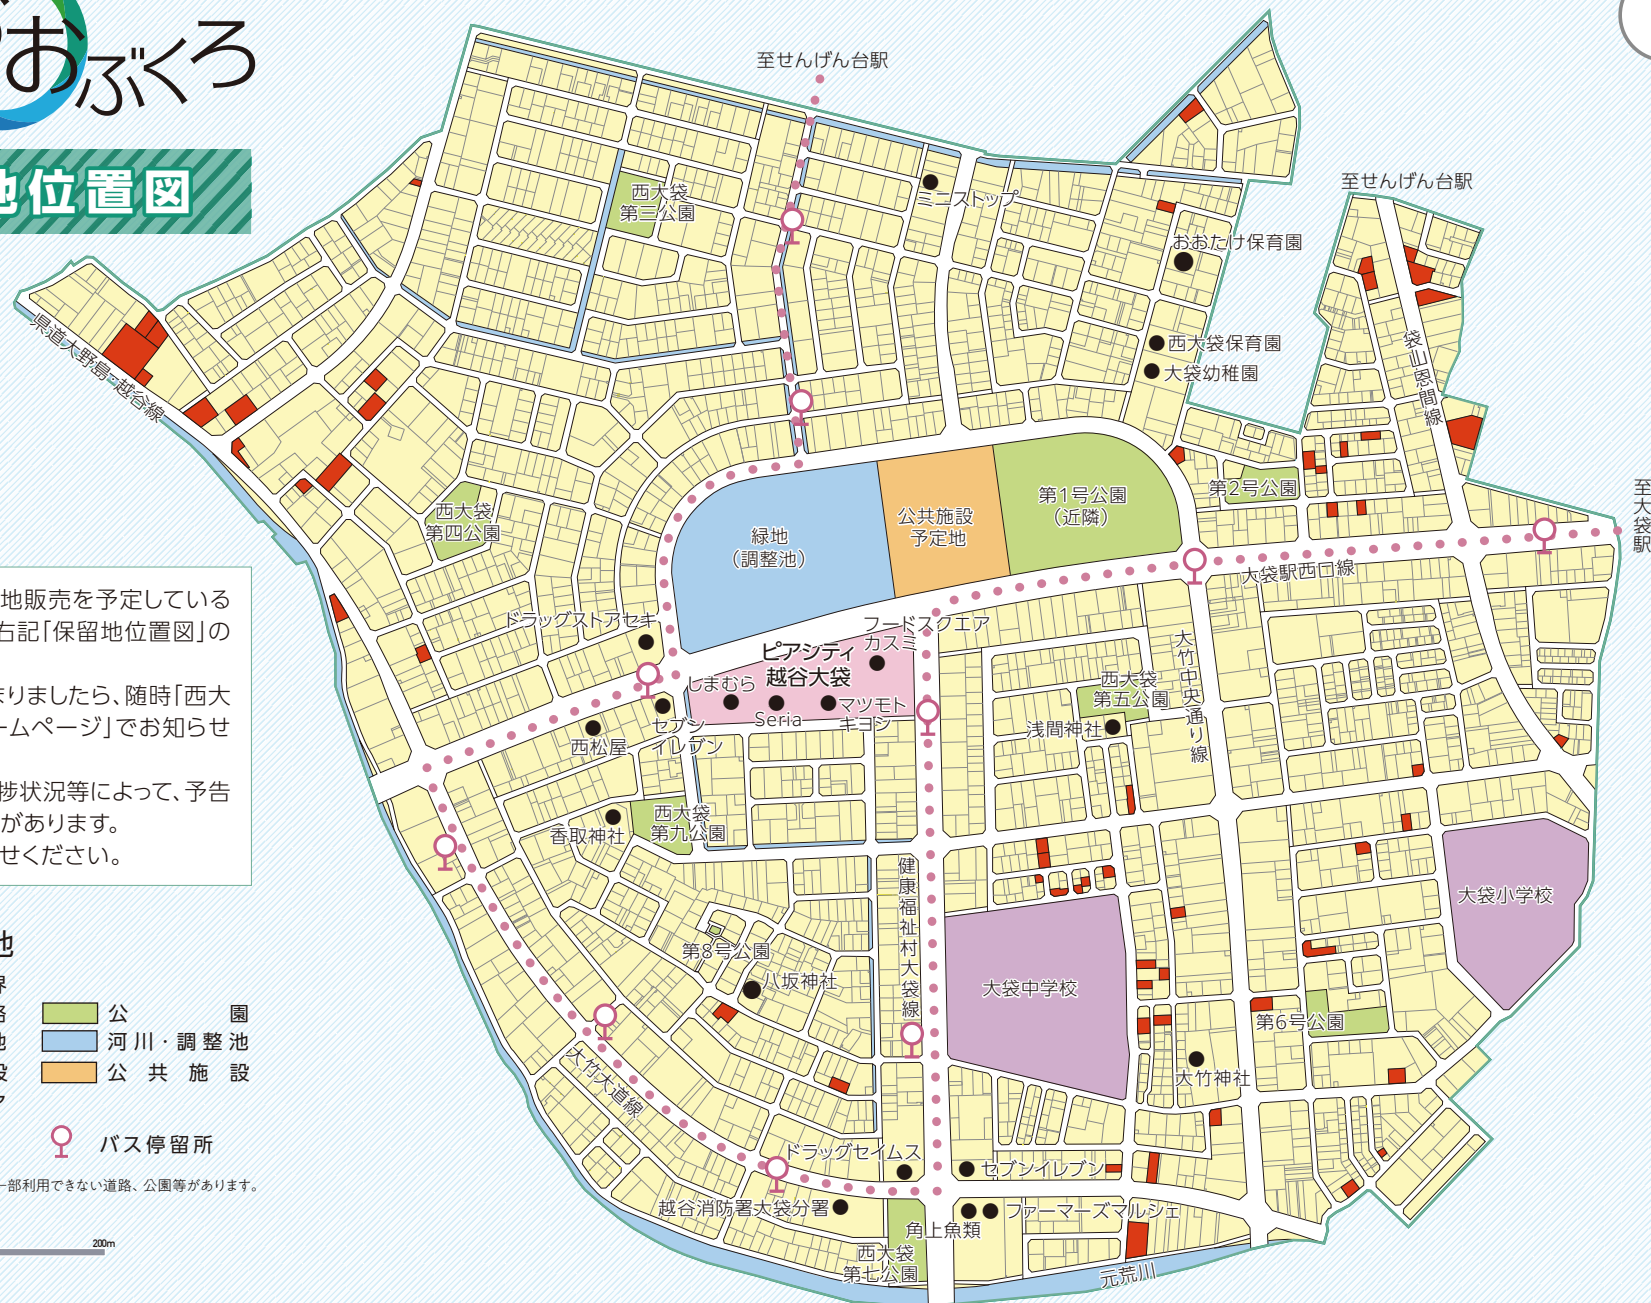 おぶくろ
地位置図
至せんげん台駅
至せんげん台駅
西大袋
第三公園
ミニストップ
おおたけ保育園
西大袋保育園
大袋幼稚園
袋山恩間線
県道大野島・越谷線
西大袋
第四公園
緑地
（調整池）
公共施設
予定地
第1号公園
（近隣）
第2号公園
至大袋駅
大袋駅西口線
ドラッグストアセキ
フードスクエア
カスミ
ピアシティ
越谷大袋
しまむら
Seria
マツモト
キヨシ
セブン
イレブン
西松屋
大竹中央通り線
西大袋
第五公園
浅間神社
香取神社
西大袋
第九公園
健康福祉村大袋線
第8号公園
八坂神社
大袋中学校
大袋小学校
第6号公園
大竹神社
大竹大道線
ドラッグセイムス
セブンイレブン
越谷消防署大袋分署
ファーマーズマルシェ
角上魚類
西大袋
第七公園
元荒川
地販売を予定している
右記「保留地位置図」の
まりましたら、随時「西大
ームページ」でお知らせ
捗状況等によって、予告
があります。
せください。
地
界
路
公園
地
河川・調整池
設
公共施設
ア
バス停留所
一部利用できない道路、公園等があります。
200m